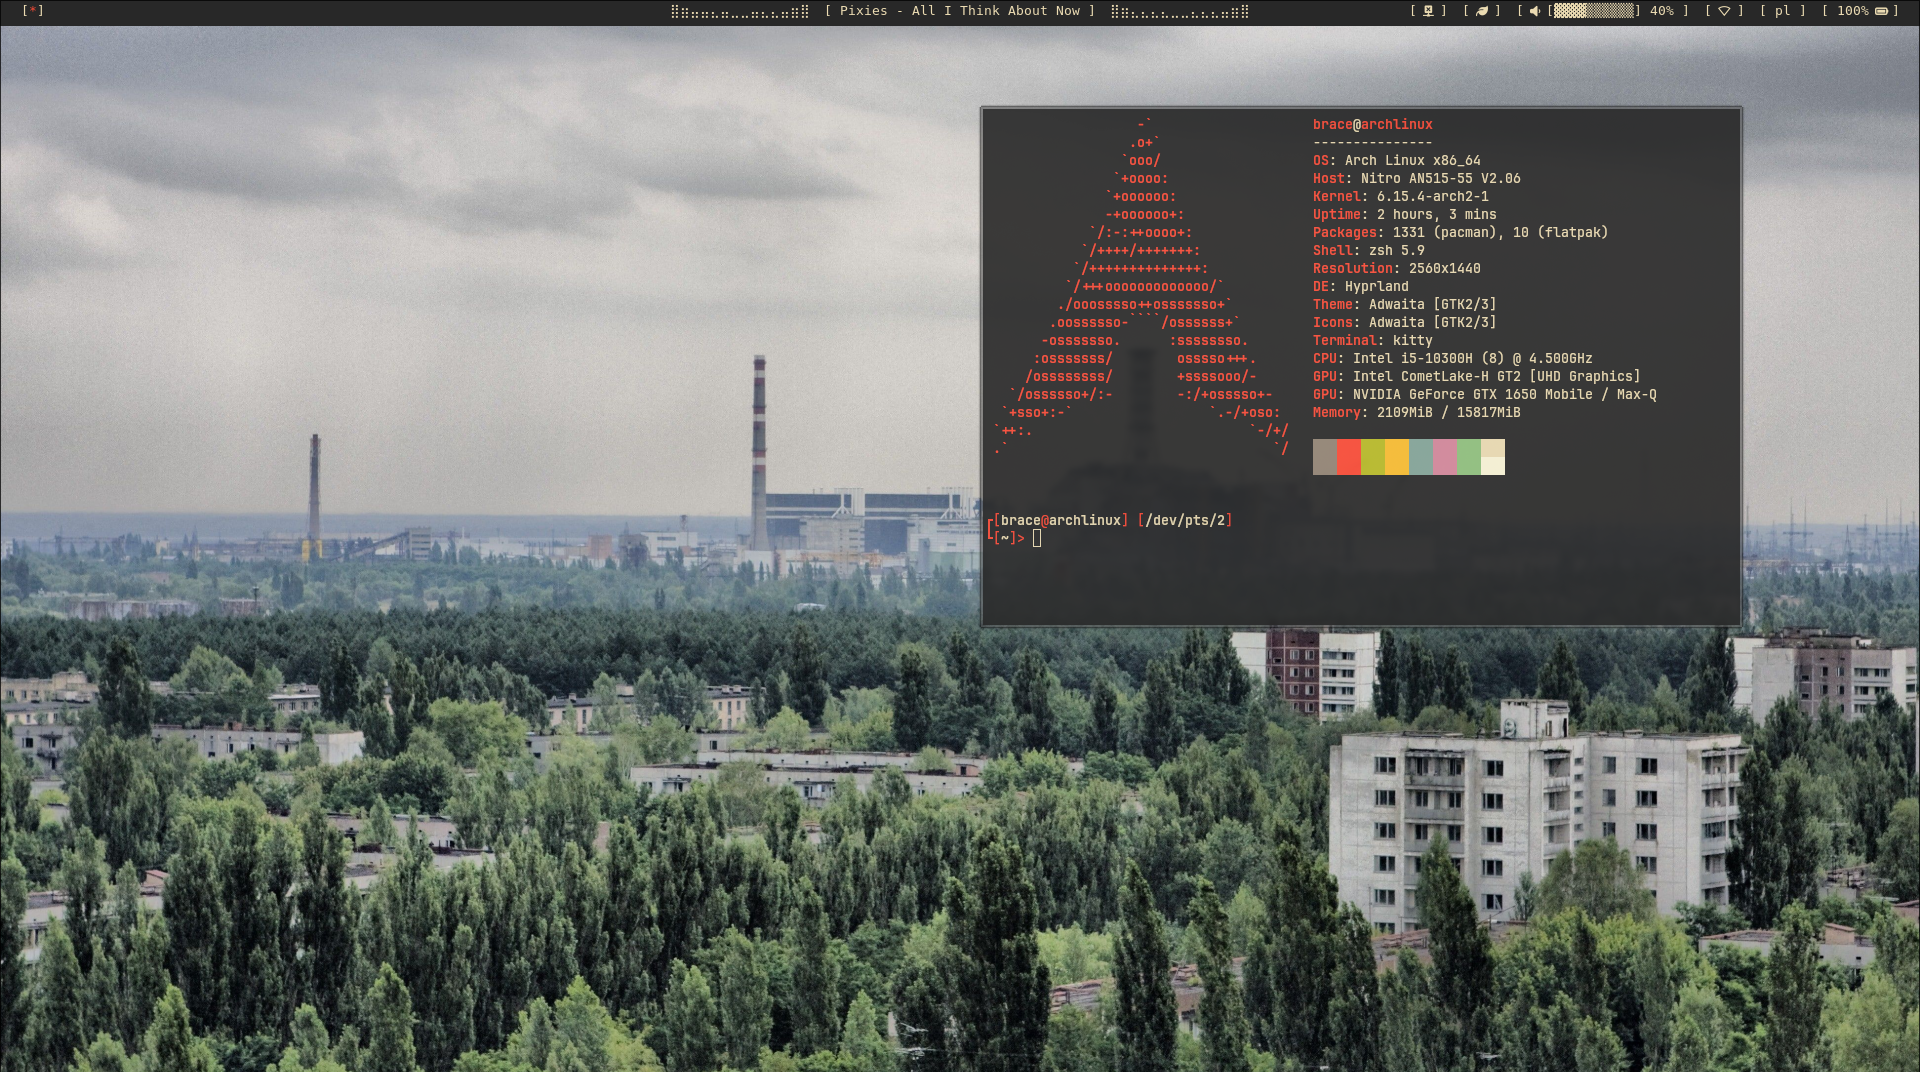 [*]
[ Pixies - All I Think About Now ]
[ ] [ ] [ [ ] 40% ] [ ] [ pl ] [ 100% ]
brace@archlinux
---------------
OS: Arch Linux x86_64
Host: Nitro AN515-55 V2.06
Kernel: 6.15.4-arch2-1
Uptime: 2 hours, 3 mins
Packages: 1331 (pacman), 10 (flatpak)
Shell: zsh 5.9
Resolution: 2560x1440
DE: Hyprland
Theme: Adwaita [GTK2/3]
Icons: Adwaita [GTK2/3]
Terminal: kitty
CPU: Intel i5-10300H (8) @ 4.500GHz
GPU: Intel CometLake-H GT2 [UHD Graphics]
GPU: NVIDIA GeForce GTX 1650 Mobile / Max-Q
Memory: 2109MiB / 15817MiB
[brace@archlinux] [/dev/pts/2]
[~]>